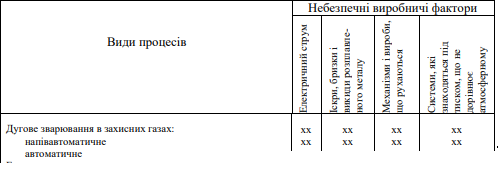 Види процесів
Небезпечні виробничі фактори
Електричний струм
Іскри, бризки і
викиди розплавле-
ного металу
Механізми і вироби,
що рухаються
Системи, які
знаходяться під
тиском, що не
дорівнює
атмосферному
Дугове зварювання в захисних газах:
напівавтоматичне хх хх хх хх
автоматичне хх хх хх хх